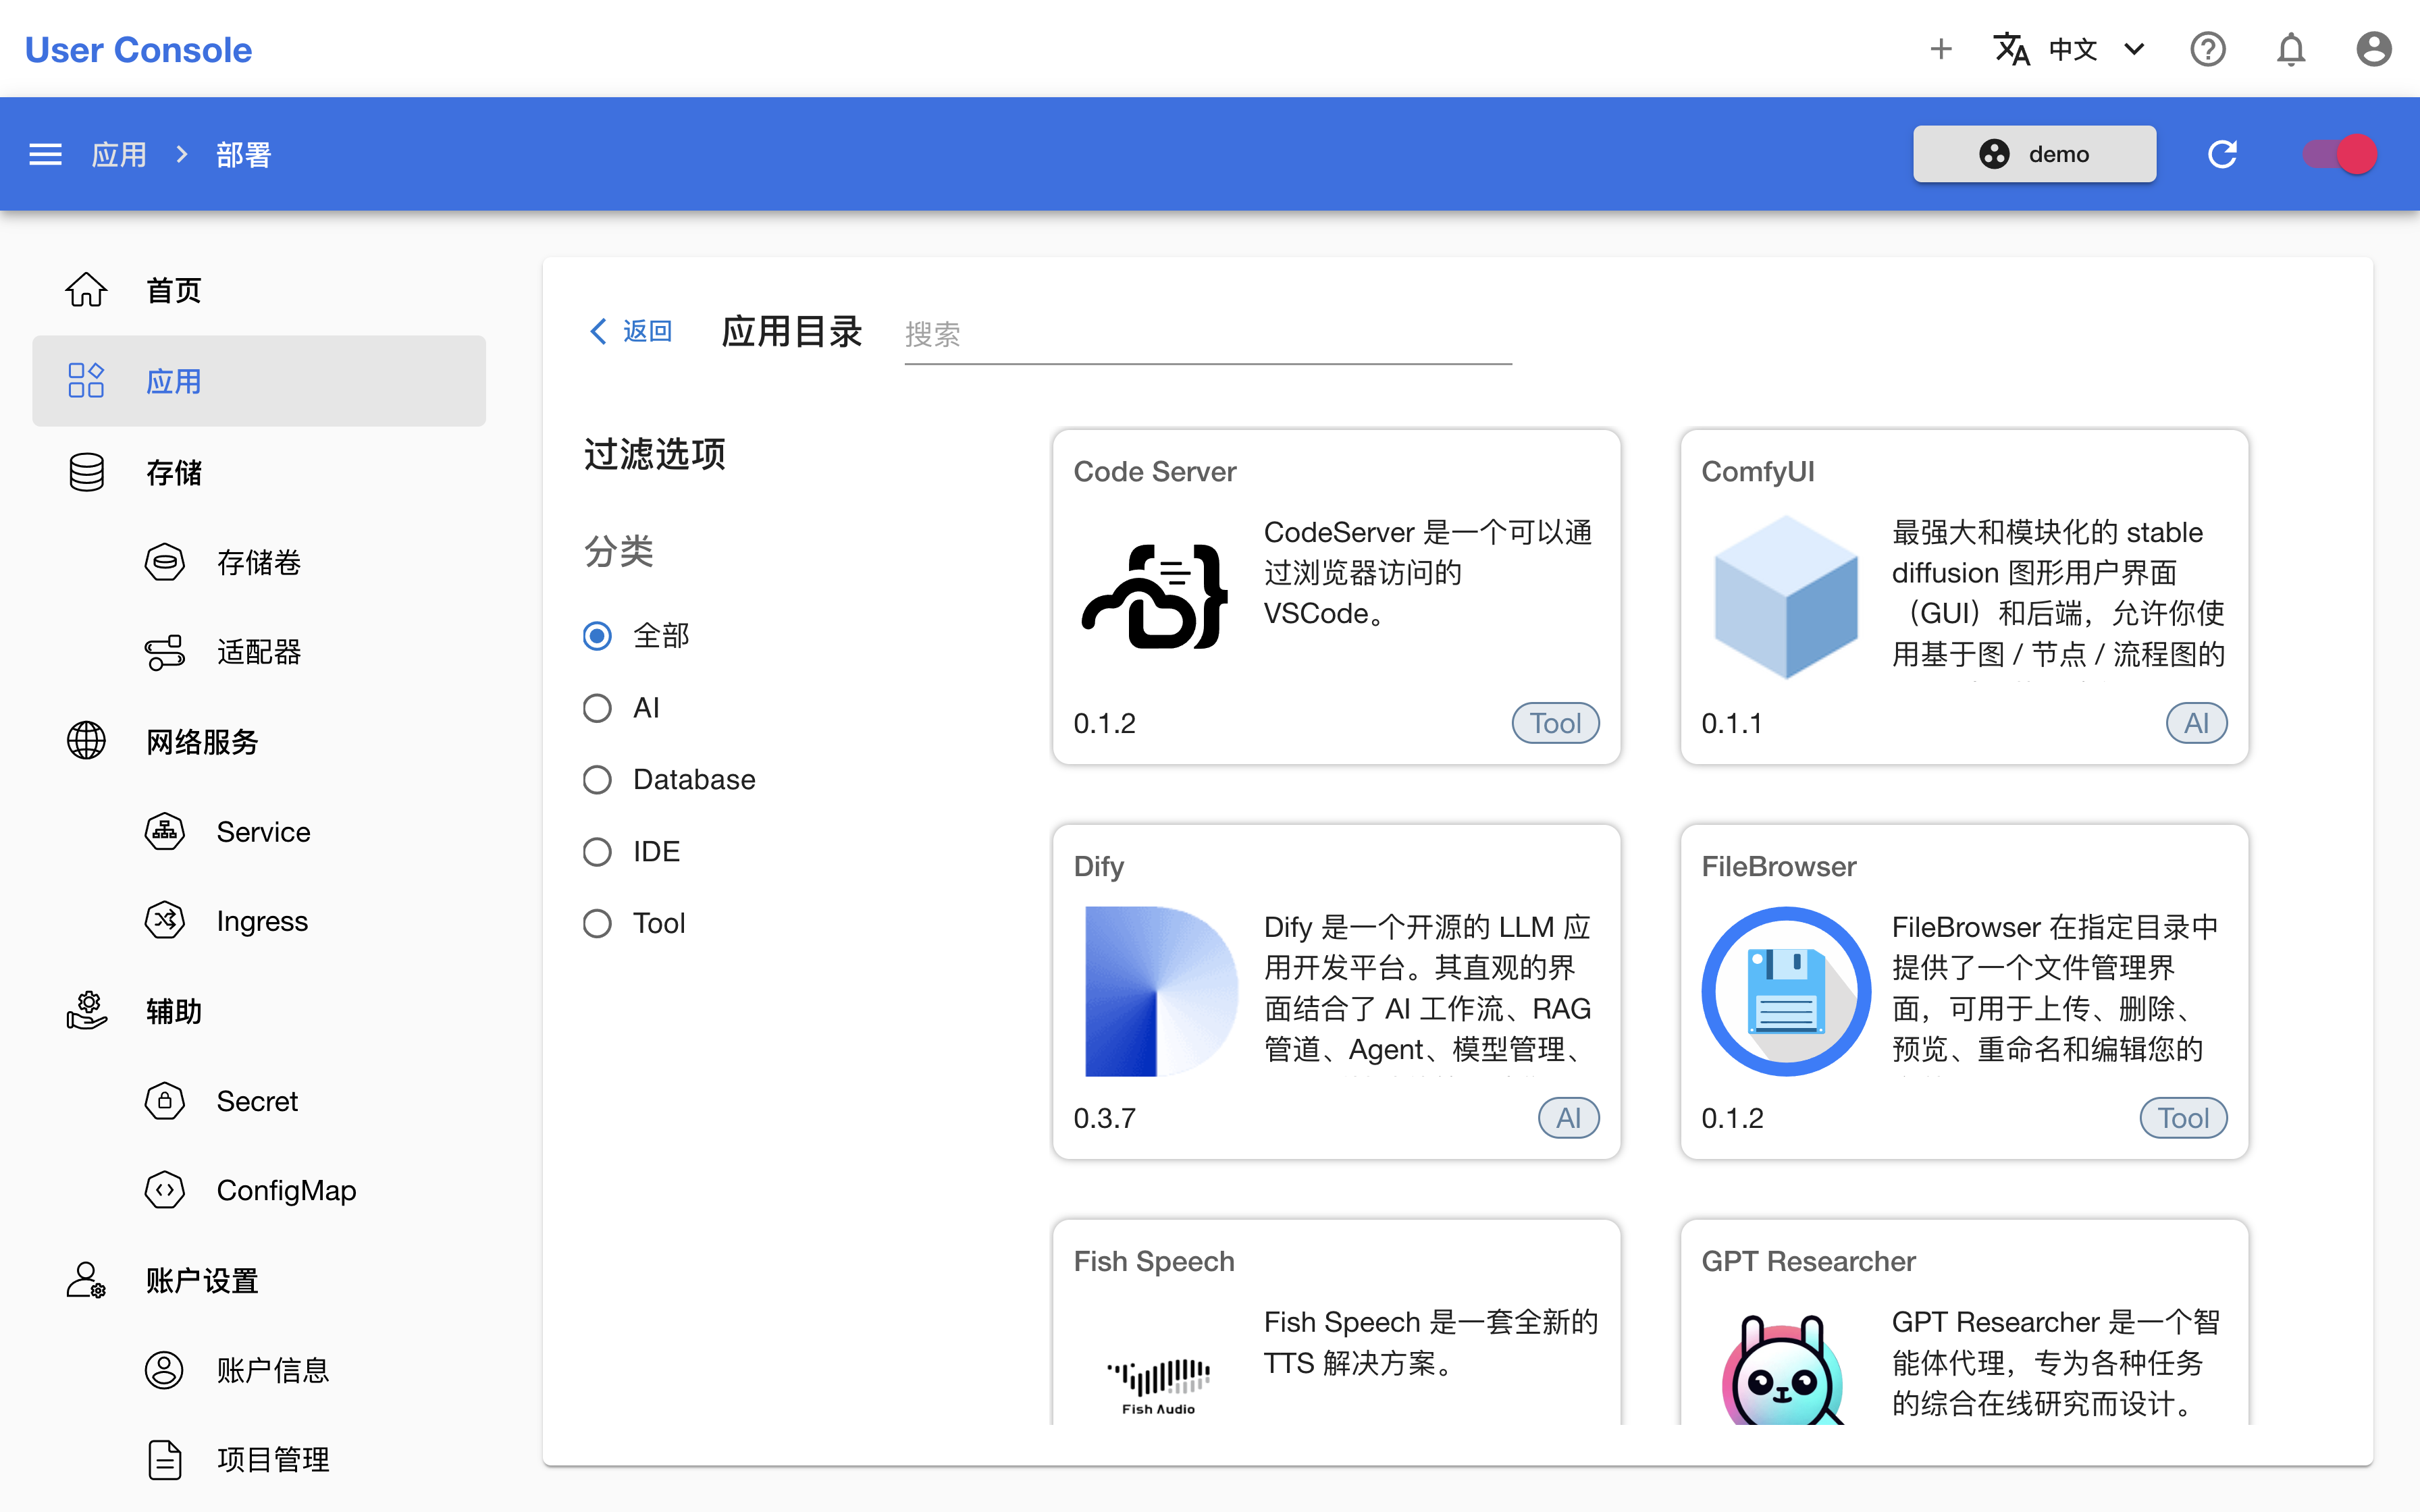 User Console
中文
应用
部署
demo
首页
应用
存储
存储卷
适配器
网络服务
Service
Ingress
辅助
Secret
ConfigMap
账户设置
账户信息
项目管理
返回
应用目录
搜索
过滤选项
分类
全部
AI
Database
IDE
Tool
Code Server
CodeServer 是一个可以通
过浏览器访问的
VSCode。
0.1.2
Tool
ComfyUI
最强大和模块化的 stable
diffusion 图形用户界面
（GUI）和后端，允许你使
用基于图 / 节点 / 流程图的
0.1.1
AI
Dify
Dify 是一个开源的 LLM 应
用开发平台。其直观的界
面结合了 AI 工作流、RAG
管道、Agent、模型管理、
0.3.7
AI
FileBrowser
FileBrowser 在指定目录中
提供了一个文件管理界
面，可用于上传、删除、
预览、重命名和编辑您的
0.1.2
Tool
Fish Speech
Fish Speech 是一套全新的
TTS 解决方案。
Fish Audio
GPT Researcher
GPT Researcher 是一个智
能体代理，专为各种任务
的综合在线研究而设计。